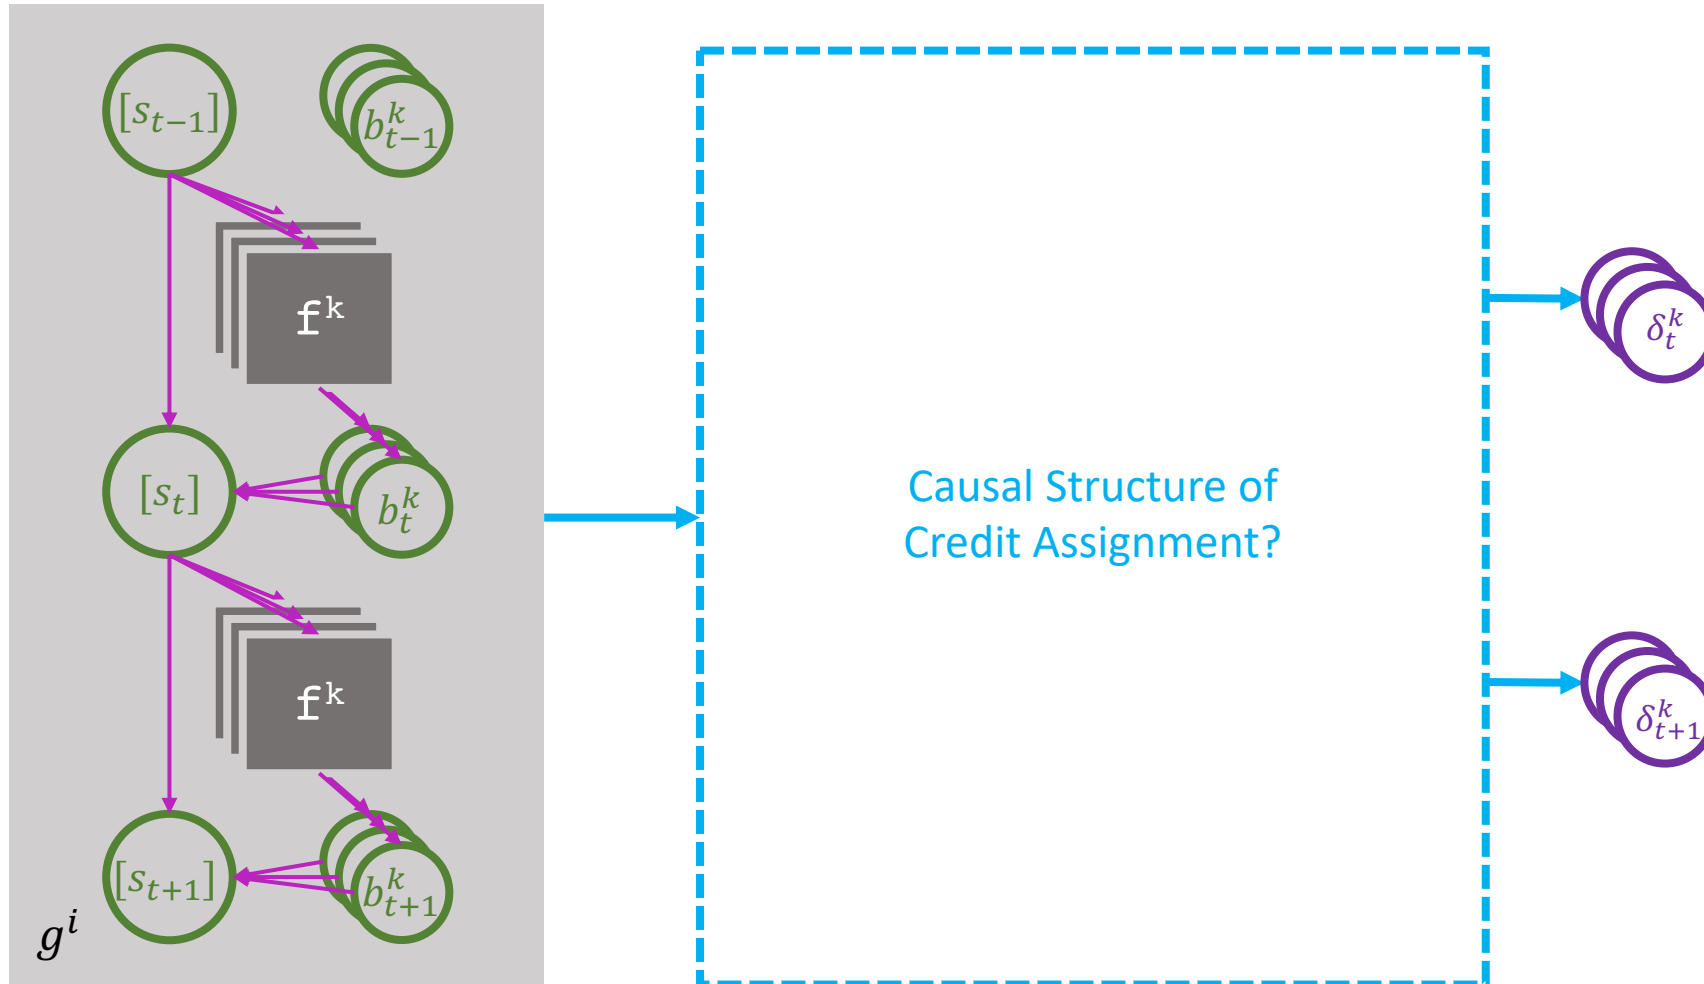 [s_{t-1}]
b^k_{t-1}
f^k
[s_t]
b^k_t
f^k
[s_{t+1}]
b^k_{t+1}
g^i
Causal Structure of
Credit Assignment?
δ^k_t
δ^k_{t+1}